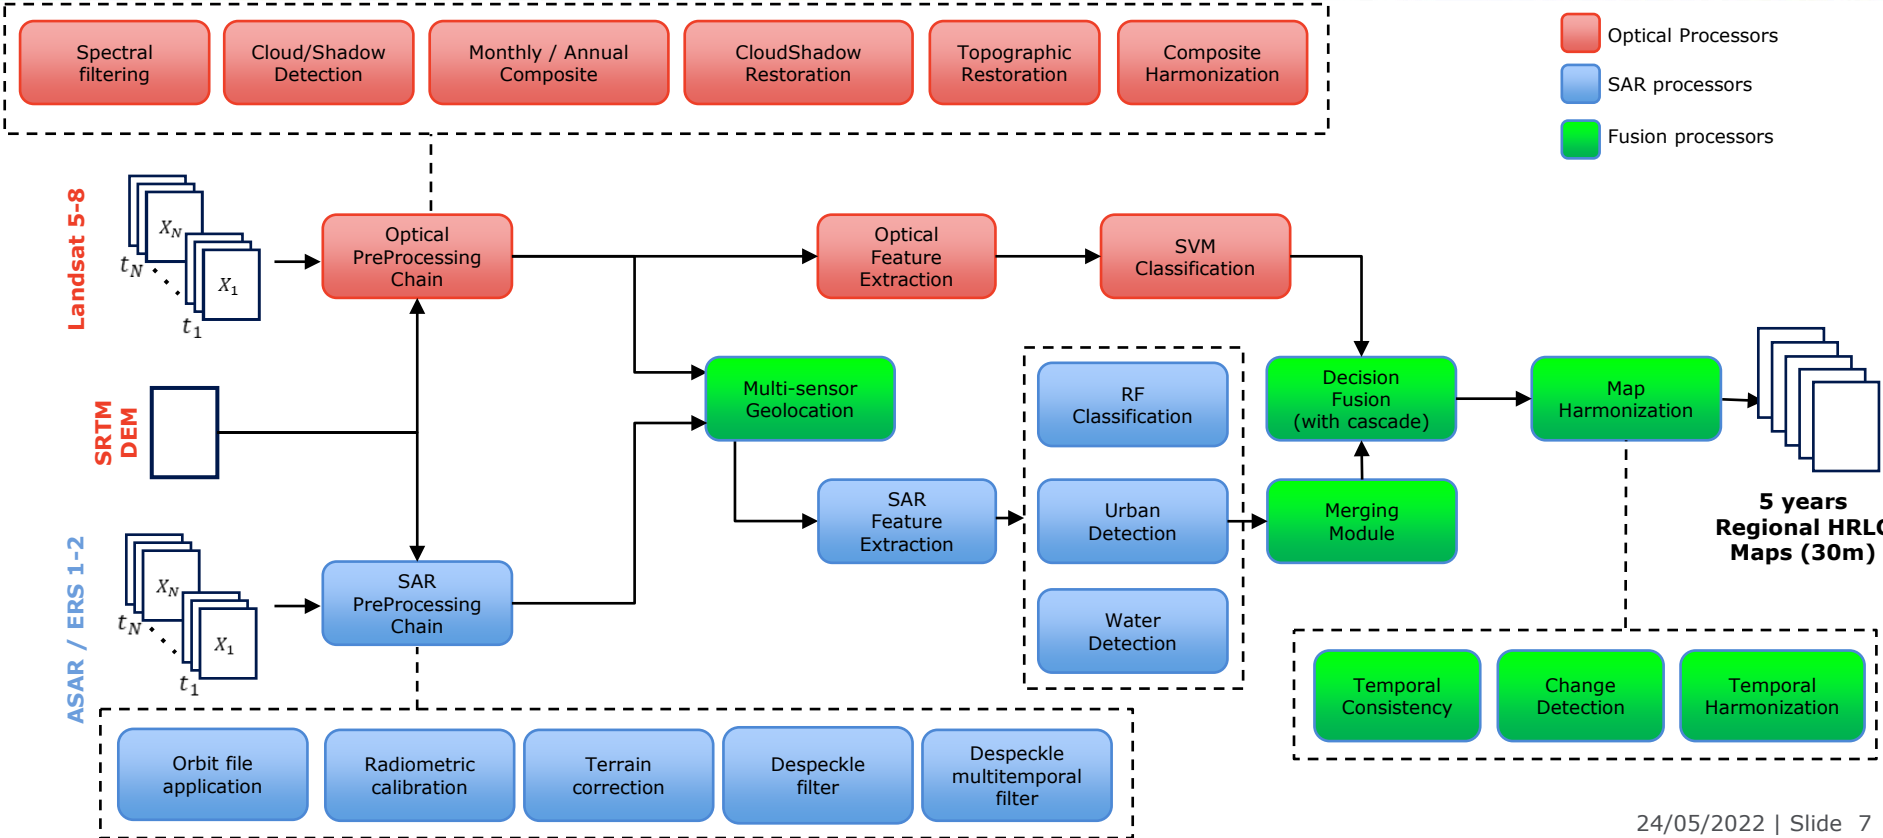 Spectral
filtering
Cloud/Shadow
Detection
Monthly / Annual
Composite
CloudShadow
Restoration
Topographic
Restoration
Composite
Harmonization
Optical Processors
SAR processors
Fusion processors
Landsat 5-8
X_N
t_N
X_1
t_1
Optical
PreProcessing
Chain
Optical
Feature
Extraction
SVM
Classification
SRTM
DEM
Multi-sensor
Geolocation
RF
Classification
Decision
Fusion
(with cascade)
Map
Harmonization
SAR
Feature
Extraction
Urban
Detection
Merging
Module
5 years
Regional HRLC
Maps (30m)
ASAR / ERS 1-2
X_N
t_N
X_1
t_1
SAR
PreProcessing
Chain
Water
Detection
Temporal
Consistency
Change
Detection
Temporal
Harmonization
Orbit file
application
Radiometric
calibration
Terrain
correction
Despeckle
filter
Despeckle
multitemporal
filter
24/05/2022 | Slide 7